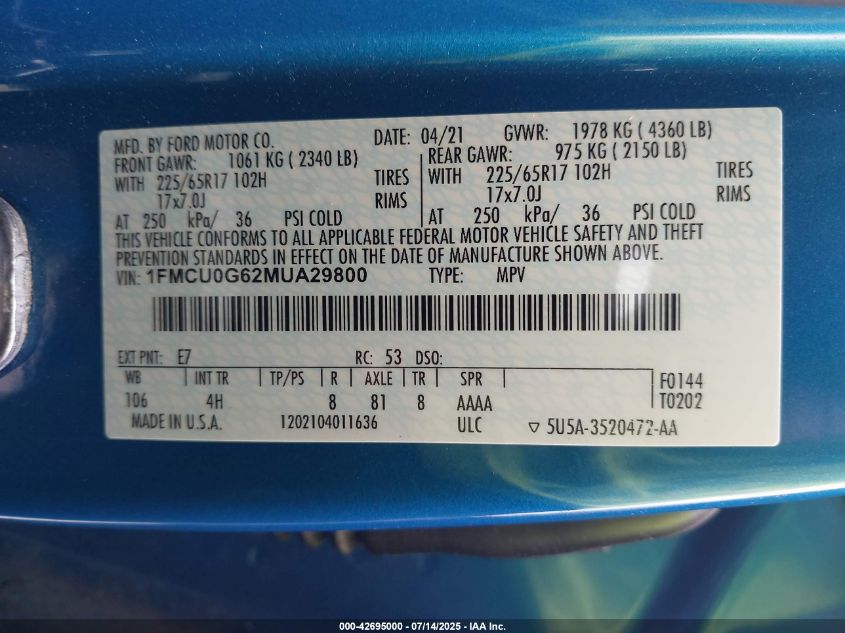 MFD. BY FORD MOTOR CO. DATE: 04/21 GVWR: 1978 KG ( 4360 LB)
FRONT GAWR: 1061 KG ( 2340 LB) REAR GAWR: 975 KG ( 2150 LB)
WITH 225/65R17 102H TIRES WITH 225/65R17 102H TIRES
17x7.0J RIMS 17x7.0J RIMS
AT 250 kPa/ 36 PSI COLD AT 250 kPa/ 36 PSI COLD
THIS VEHICLE CONFORMS TO ALL APPLICABLE FEDERAL MOTOR VEHICLE SAFETY AND THEFT
PREVENTION STANDARDS IN EFFECT ON THE DATE OF MANUFACTURE SHOWN ABOVE.
VIN: 1FMCU0G62MUA29800 TYPE: MPV
EXT PNT: E7 RC: 53 DSO:
WB INT TR TP/PS R AXLE TR SPR F0144
106 4H 8 81 8 AAAA T0202
MADE IN U.S.A. 1202104011636 ULC ▽ 5U5A-3520472-AA
000-42695000 - 07/14/2025 - IAA Inc.